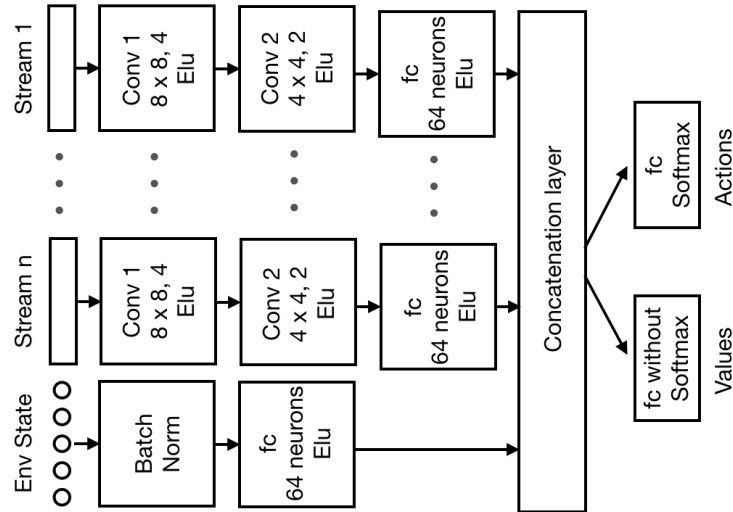 Stream 1
Conv 1
8 x 8, 4
Elu
Conv 2
4 x 4, 2
Elu
fc
64 neurons
Elu
Stream n
Conv 1
8 x 8, 4
Elu
Conv 2
4 x 4, 2
Elu
fc
64 neurons
Elu
Env State
Batch
Norm
fc
64 neurons
Elu
Concatenation layer
fc
Softmax
Actions
fc without
Softmax
Values